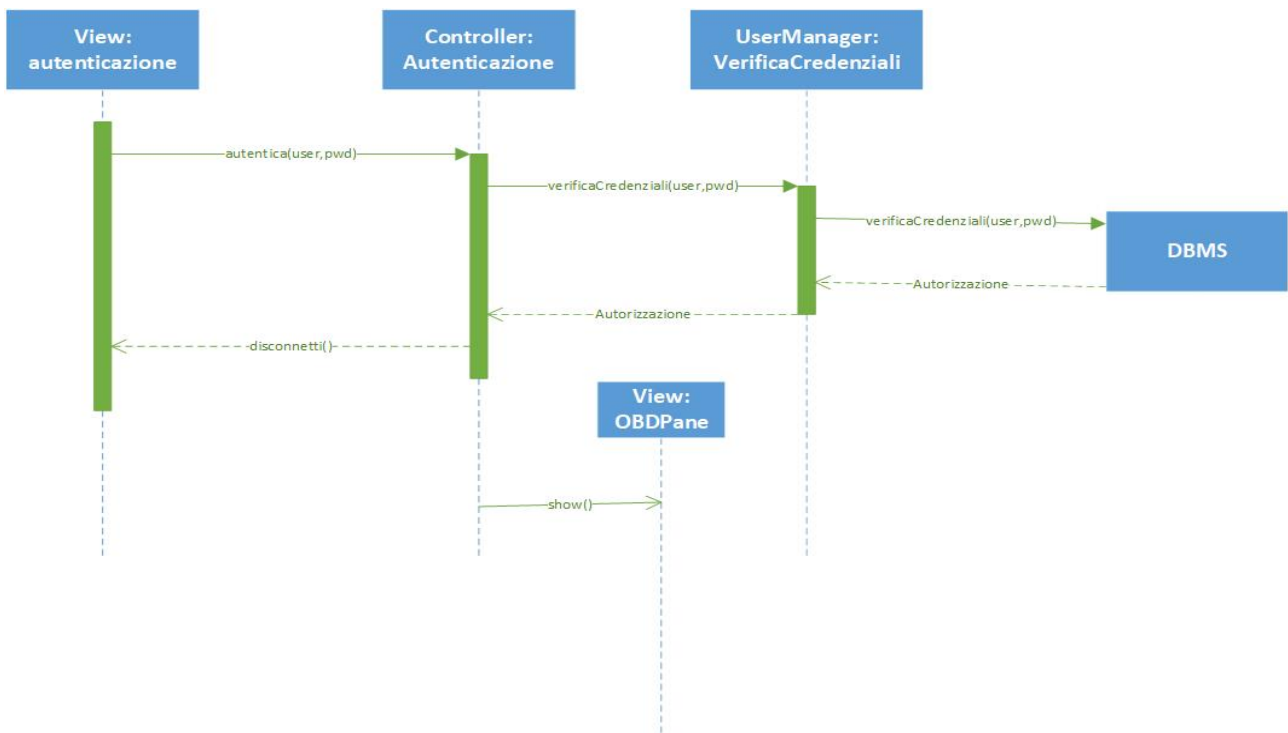 View:
autenticazione
Controller:
Autenticazione
UserManager:
VerificaCredenziali
autentica(user,pwd)
verificaCredenziali(user,pwd)
verificaCredenziali(user,pwd)
DBMS
Autorizzazione
Autorizzazione
disconnetti()
View:
OBDPane
show()